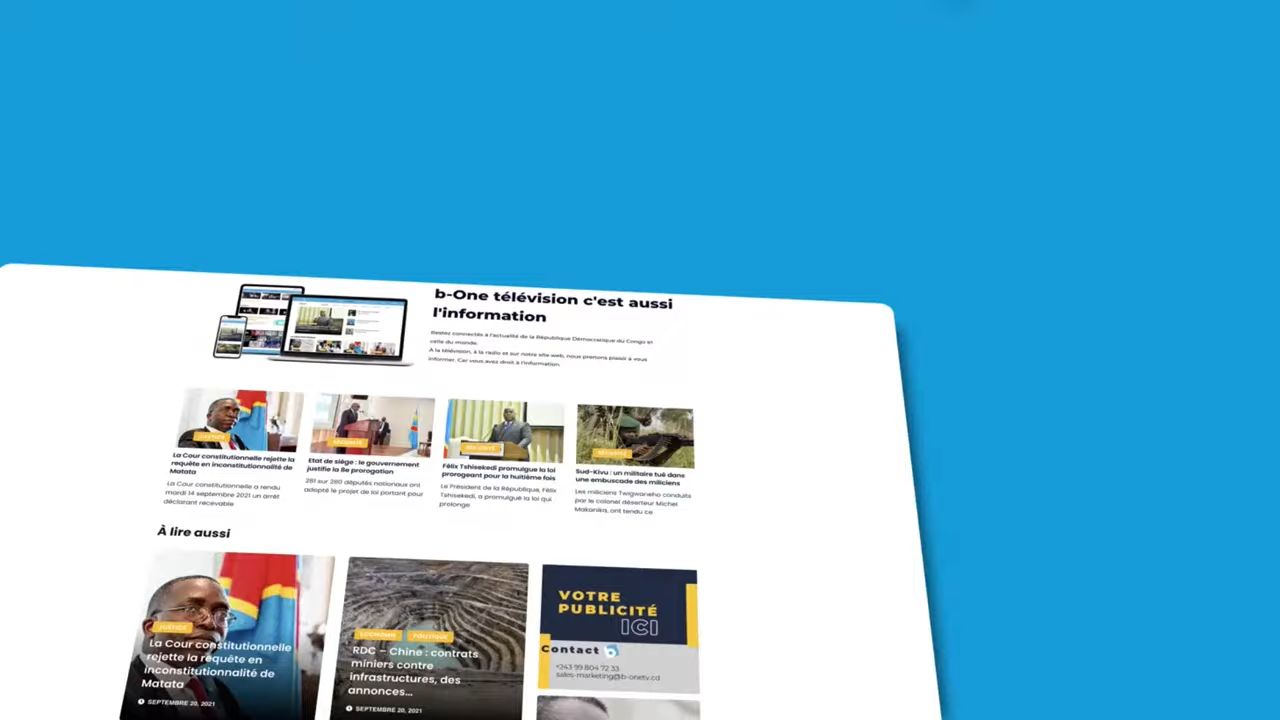 b-One télévision c'est aussi
l'information
Restez connectés à l'actualité de la République Démocratique du Congo et
celle du monde.
À la télévision, à la radio et sur notre site web, nous prenons plaisir à vous
informer. Car vous avez droit à l'information
JUSTICE
La Cour constitutionnelle rejette la
requête en inconstitutionnalité de
Matata
La Cour constitutionnelle a rendu
mardi 14 septembre 2021 un arrêt
déclarant recevable
SÉCURITÉ
Etat de siège : le gouvernement
justifie la 8e prorogation
281 sur 280 députés nationaux ont
adopté le projet de loi portant pour
SÉCURITÉ
Félix Tshisekedi promulgue la loi
prorogeant pour la huitième fois
Le Président de la République, Félix
Tshisekedi, a promulgué la loi qui
prolonge
SÉCURITÉ
Sud-Kivu : un militaire tué dans
une embuscade des miliciens
Les miliciens Twigwaneho conduits
par le colonel déserteur Michel
Makanika, ont tendu ce
À lire aussi
JUSTICE
La Cour constitutionnelle
rejette la requête en
inconstitutionnalité de
Matata
SEPTEMBRE 20, 2021
ECONOMIE POLITIQUE
RDC – Chine : contrats
miniers contre
infrastructures, des
annonces...
SEPTEMBRE 20, 2021
VOTRE
PUBLICITÉ
ICI
Contact b
+243 99 804 72 33
sales-marketing@b-onetv.cd